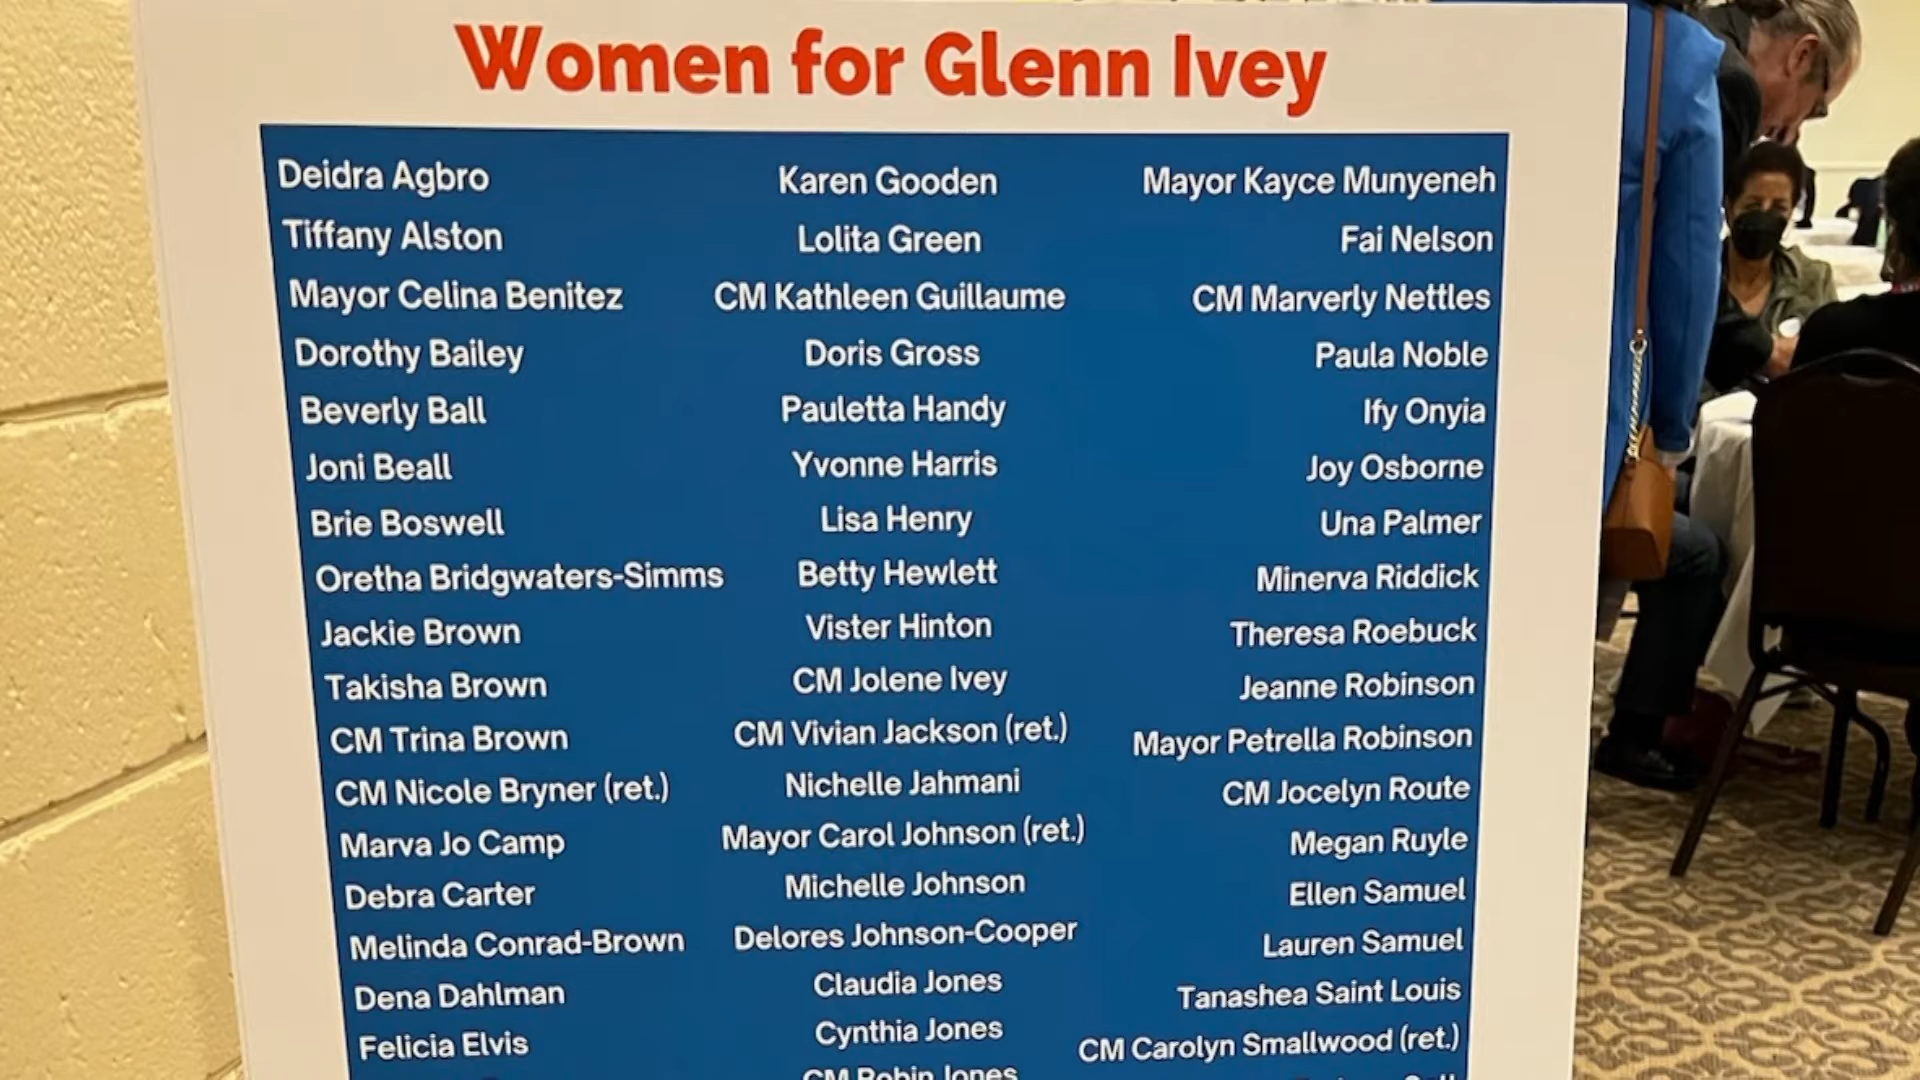 Women for Glenn Ivey
Deidra Agbro
Tiffany Alston
Mayor Celina Benitez
Dorothy Bailey
Beverly Ball
Joni Beall
Brie Boswell
Oretha Bridgwaters-Simms
Jackie Brown
Takisha Brown
CM Trina Brown
CM Nicole Bryner (ret.)
Marva Jo Camp
Debra Carter
Melinda Conrad-Brown
Dena Dahlman
Felicia Elvis
Karen Gooden
Lolita Green
CM Kathleen Guillaume
Doris Gross
Pauletta Handy
Yvonne Harris
Lisa Henry
Betty Hewlett
Vister Hinton
CM Jolene Ivey
CM Vivian Jackson (ret.)
Nichelle Jahmani
Mayor Carol Johnson (ret.)
Michelle Johnson
Delores Johnson-Cooper
Claudia Jones
Cynthia Jones
CM Robin Jones
Mayor Kayce Munyeneh
Fai Nelson
CM Marverly Nettles
Paula Noble
Ify Onyia
Joy Osborne
Una Palmer
Minerva Riddick
Theresa Roebuck
Jeanne Robinson
Mayor Petrella Robinson
CM Jocelyn Route
Megan Ruyle
Ellen Samuel
Lauren Samuel
Tanashea Saint Louis
CM Carolyn Smallwood (ret.)